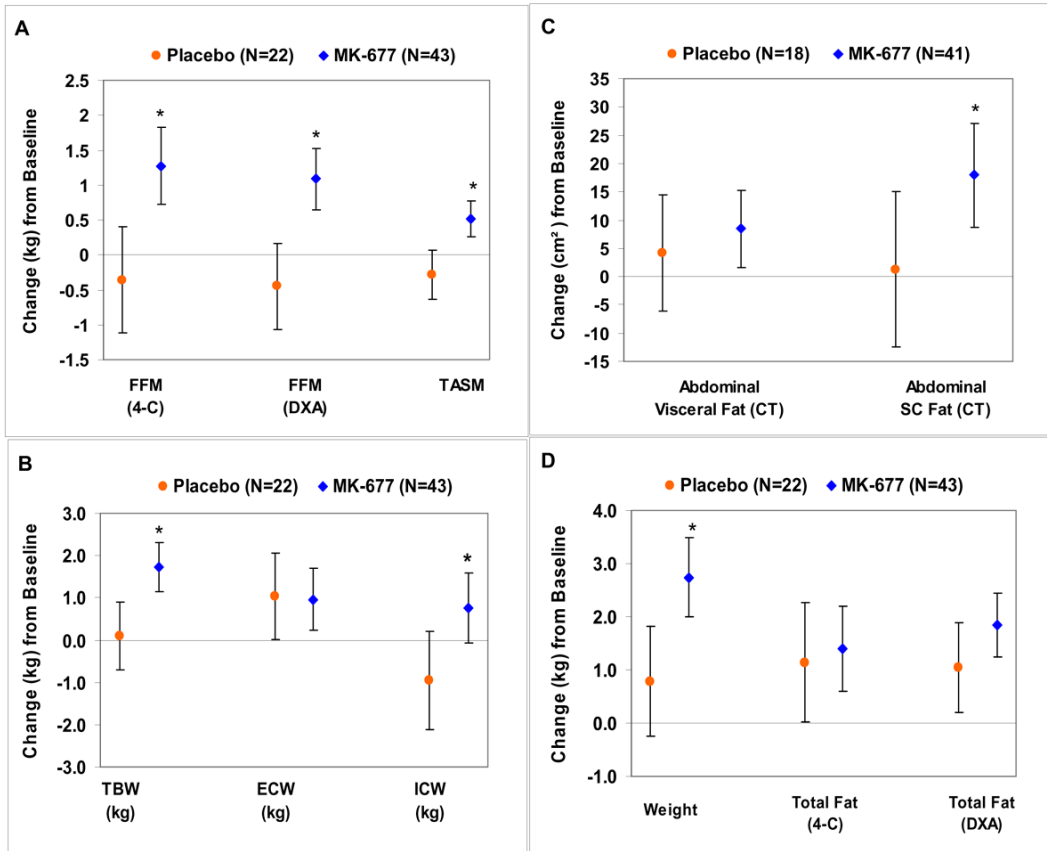 A
Placebo (N=22) MK-677 (N=43)
Change (kg) from Baseline
2.5
2
1.5
1
0.5
0
-0.5
-1
-1.5
*
*
*
FFM FFM TASM
(4-C) (DXA)
C
Placebo (N=18) MK-677 (N=41)
Change (cm² ) from Baseline
35
30
25
20
15
10
5
0
-5
-10
-15
*
Abdominal Abdominal
Visceral Fat (CT) SC Fat (CT)
B
Placebo (N=22) MK-677 (N=43)
Change (kg) from Baseline
3.0
2.0
1.0
0.0
-1.0
-2.0
-3.0
*
*
TBW ECW ICW
(kg) (kg) (kg)
D
Placebo (N=22) MK-677 (N=43)
Change (kg) from Baseline
4.0
3.0
2.0
1.0
0.0
-1.0
*
Weight Total Fat Total Fat
(4-C) (DXA)